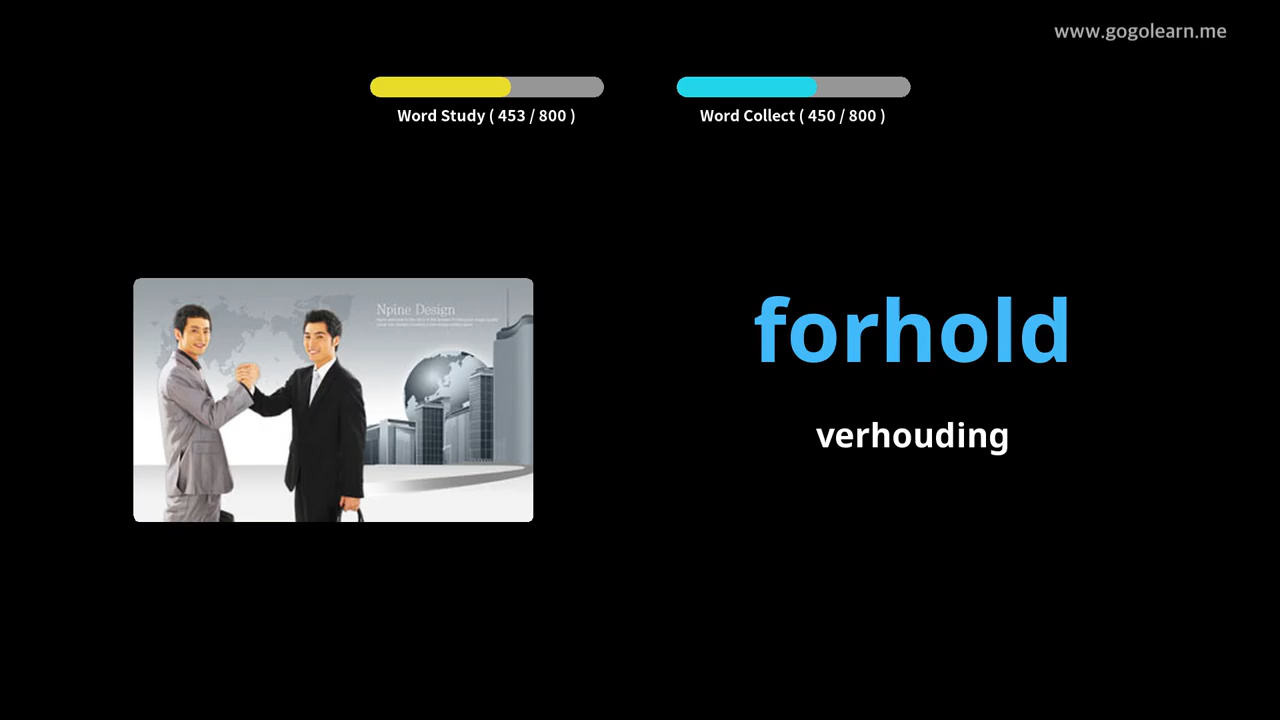 www.gogolearn.me
Word Study ( 453 / 800 )
Word Collect ( 450 / 800 )
Npine Design
forhold
verhouding